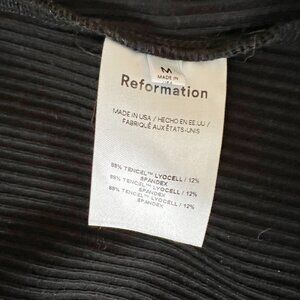 M
MADE IN
Reformation
MADE IN USA / HECHO EN EE.UU /
FABRIQUÉ AUX ÉTATS-UNIS
88% TENCEL™ LYOCELL / 12%
SPANDEX
88% TENCEL™ LYOCELL / 12%
SPANDEX
88% TENCEL™ LYOCELL / 12%
SPANDEX